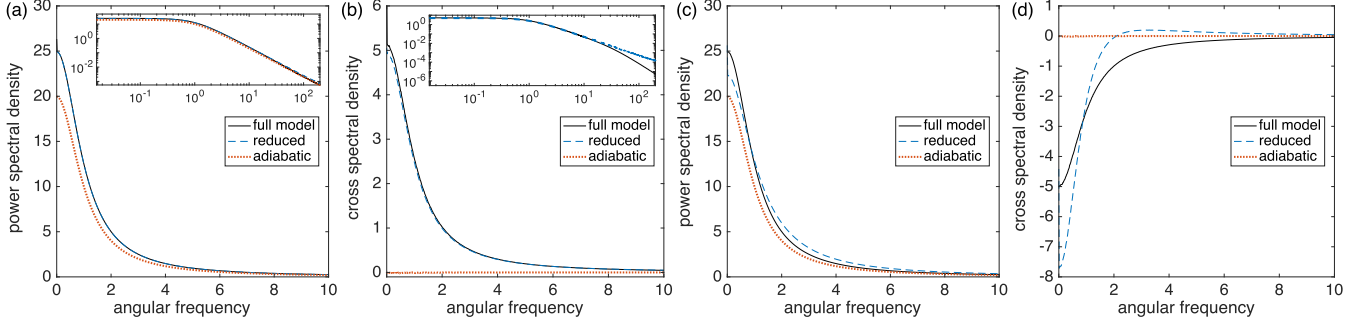 (a)
30
25
20
15
10
5
0
power spectral density
10^0
10^-2
10^-1
10^0
10^1
10^2
full model
reduced
adiabatic
0
2
4
6
8
10
angular frequency
(b)
6
5
4
3
2
1
0
cross spectral density
10^0
10^-2
10^-4
10^-6
10^-1
10^0
10^1
10^2
full model
reduced
adiabatic
0
2
4
6
8
10
angular frequency
(c)
30
25
20
15
10
5
0
power spectral density
full model
reduced
adiabatic
0
2
4
6
8
10
angular frequency
(d)
1
0
-1
-2
-3
-4
-5
-6
-7
-8
cross spectral density
full model
reduced
adiabatic
0
2
4
6
8
10
angular frequency